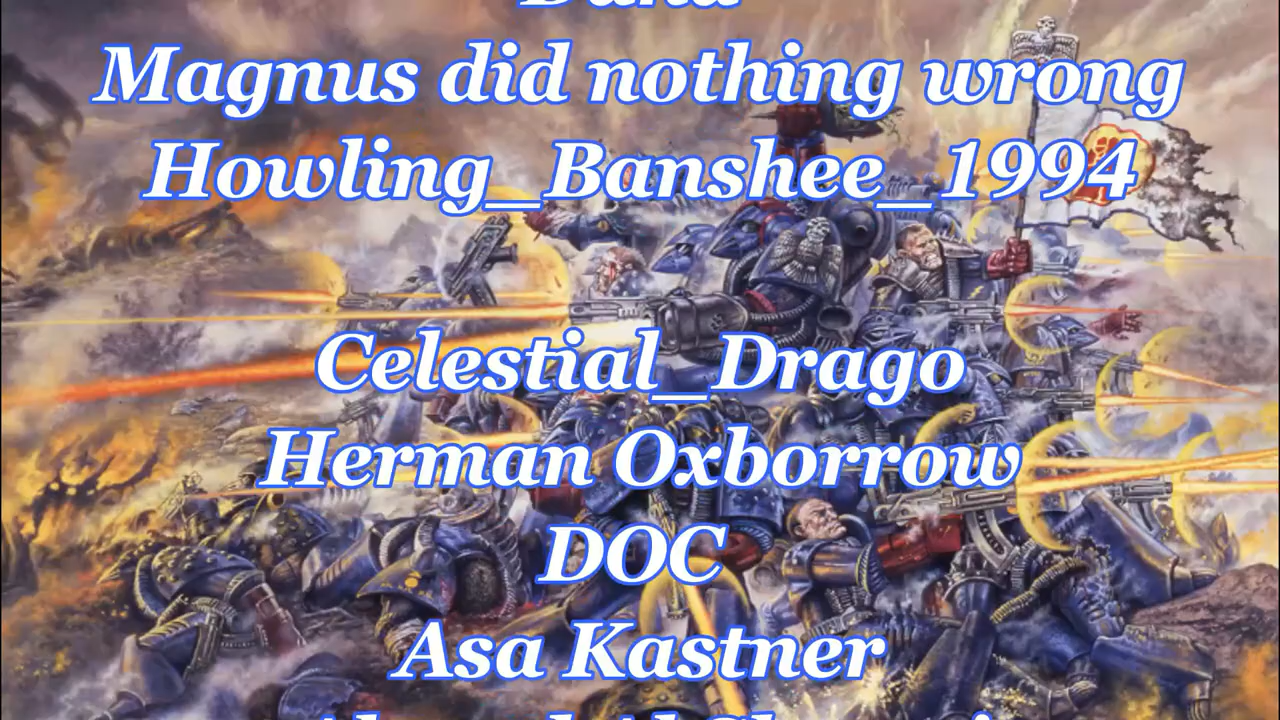 Magnus did nothing wrong
Howling_Banshee_1994
Celestial_Drago
Herman Oxborrow
DOC
Asa Kastner